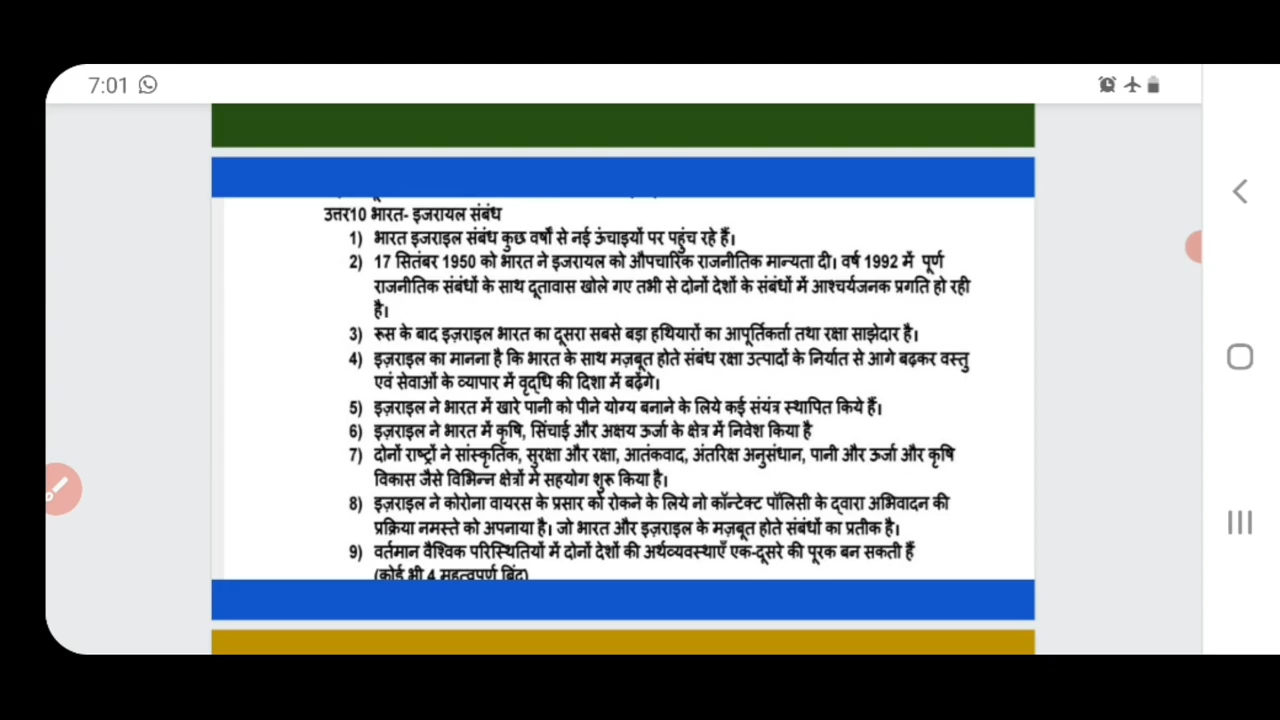 7:01
उत्तर10 भारत- इजरायल संबंध
1) भारत इजराइल संबंध कुछ वर्षों से नई ऊंचाइयों पर पहुंच रहे हैं।
2) 17 सितंबर 1950 को भारत ने इजरायल को औपचारिक राजनीतिक मान्यता दी। वर्ष 1992 में पूर्ण
राजनीतिक संबंधों के साथ दूतावास खोले गए तभी से दोनों देशों के संबंधों में आश्चर्यजनक प्रगति हो रही
है।
3) रूस के बाद इज़राइल भारत का दूसरा सबसे बड़ा हथियारों का आपूर्तिकर्त्ता तथा रक्षा साझेदार है।
4) इज़राइल का मानना है कि भारत के साथ मज़बूत होते संबंध रक्षा उत्पादों के निर्यात से आगे बढ़कर वस्तु
एवं सेवाओं के व्यापार में वृद्धि की दिशा में बढ़ेंगे।
5) इज़राइल ने भारत में खारे पानी को पीने योग्य बनाने के लिये कई संयंत्र स्थापित किये हैं।
6) इज़राइल ने भारत में कृषि, सिंचाई और अक्षय ऊर्जा के क्षेत्र में निवेश किया है
7) दोनों राष्ट्रों ने सांस्कृतिक, सुरक्षा और रक्षा, आतंकवाद, अंतरिक्ष अनुसंधान, पानी और ऊर्जा और कृषि
विकास जैसे विभिन्न क्षेत्रों में सहयोग शुरू किया है।
8) इज़राइल ने कोरोना वायरस के प्रसार को रोकने के लिये नो कॉन्टेक्ट पॉलिसी के द्वारा अभिवादन की
प्रक्रिया नमस्ते को अपनाया है। जो भारत और इज़राइल के मज़बूत होते संबंधों का प्रतीक है।
9) वर्तमान वैश्विक परिस्थितियों में दोनों देशों की अर्थव्यवस्थाएँ एक-दूसरे की पूरक बन सकती हैं
(कोई भी 4 महत्वपूर्ण बिंदु)